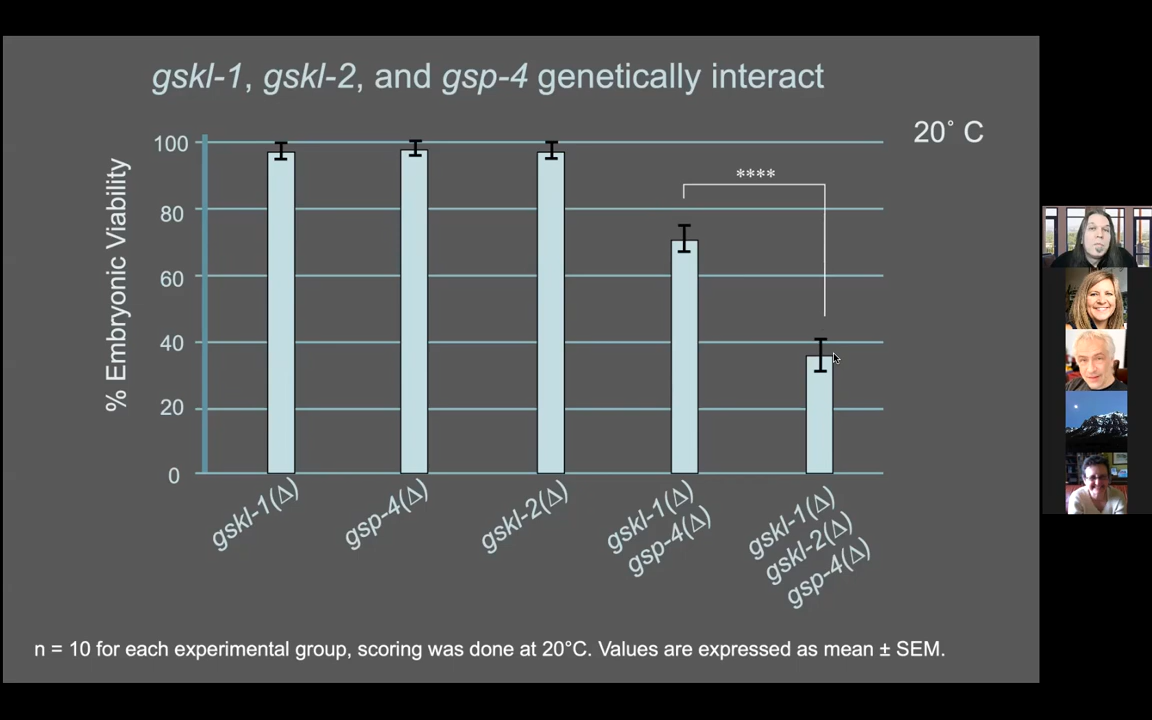 gskl-1, gskl-2, and gsp-4 genetically interact
20° C
% Embryonic Viability
100
80
60
40
20
0
****
gskl-1(Δ)
gsp-4(Δ)
gskl-2(Δ)
gskl-1(Δ)
gsp-4(Δ)
gskl-1(Δ)
gskl-2(Δ)
gsp-4(Δ)
n = 10 for each experimental group, scoring was done at 20°C. Values are expressed as mean ± SEM.